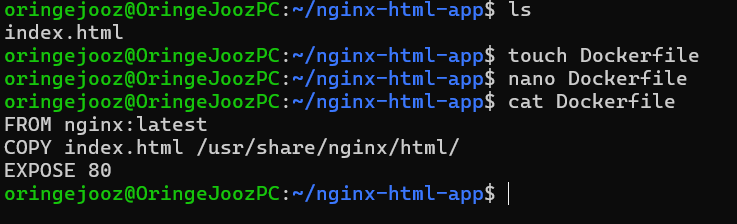 oringejooz@OringeJoozPC:~/nginx-html-app$ ls
index.html
oringejooz@OringeJoozPC:~/nginx-html-app$ touch Dockerfile
oringejooz@OringeJoozPC:~/nginx-html-app$ nano Dockerfile
oringejooz@OringeJoozPC:~/nginx-html-app$ cat Dockerfile
FROM nginx:latest
COPY index.html /usr/share/nginx/html/
EXPOSE 80
oringejooz@OringeJoozPC:~/nginx-html-app$